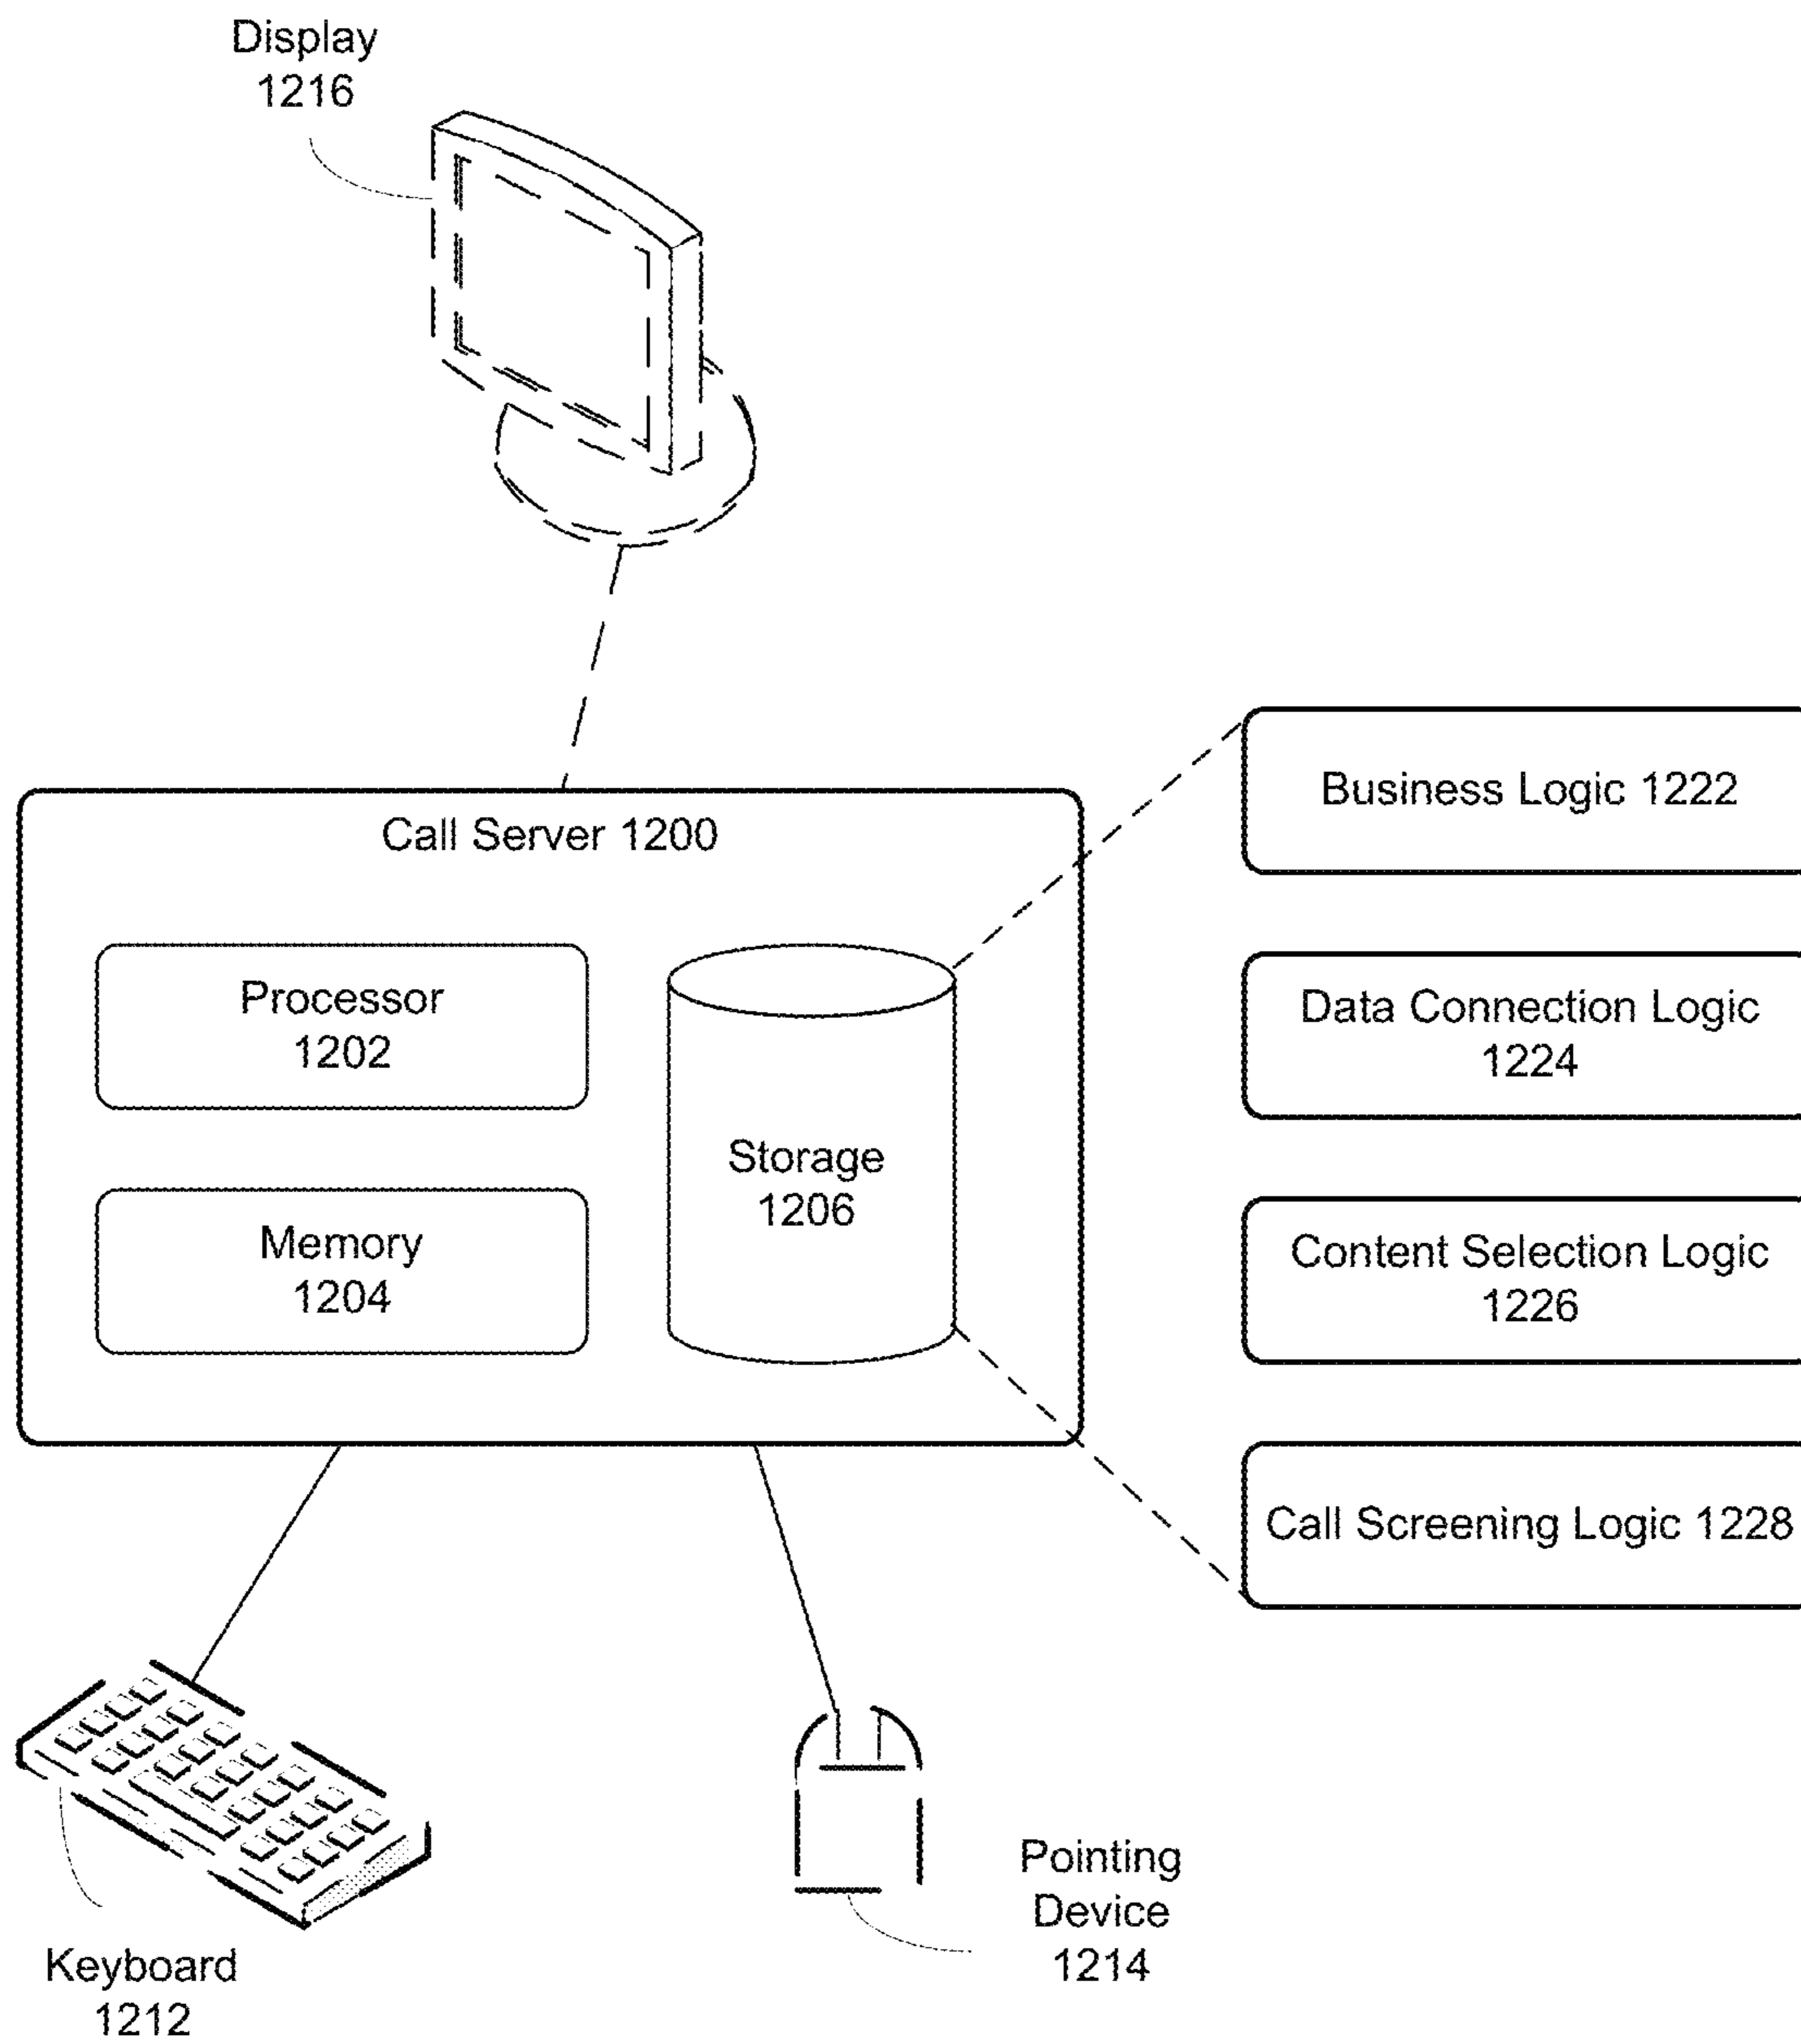 Display
1216
Call Server 1200
Processor
1202
Memory
1204
Storage
1206
Business Logic 1222
Data Connection Logic
1224
Content Selection Logic
1226
Call Screening Logic 1228
Keyboard
1212
Pointing
Device
1214